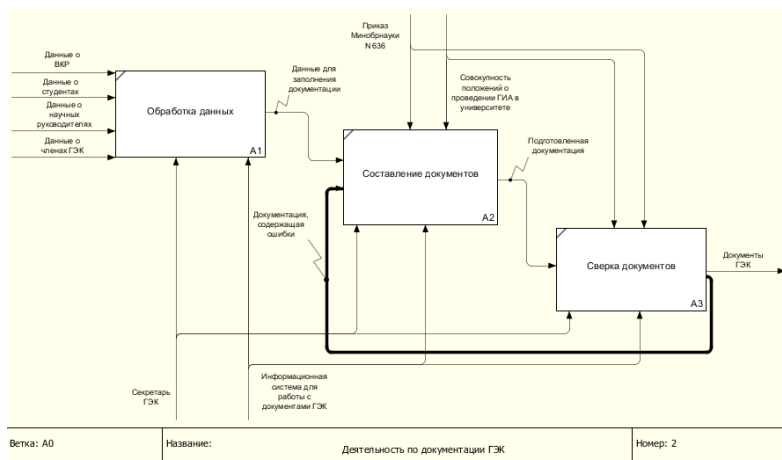 Приказ
Минобрнауки
N 636
Данные о
ВКР
Данные о
студентах
Данные о
научных
руководителях
Данные о
членах ГЭК
Обработка данных
A1
Данные для
заполнения
документации
Совокупность
положений о
проведении ГИА в
университете
Составление документов
A2
Подготовленная
документация
Документация,
содержащая
ошибки
Сверка документов
A3
Документы
ГЭК
Секретарь
ГЭК
Информационная
система для
работы с
документами ГЭК
Ветка: A0
Название:
Деятельность по документации ГЭК
Номер: 2